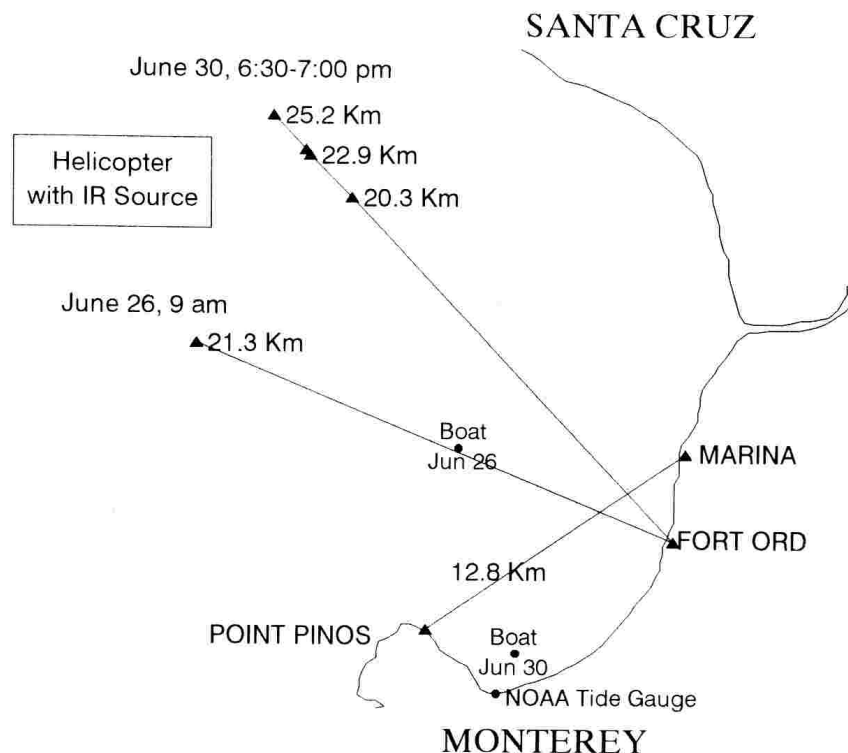 SANTA CRUZ
June 30, 6:30-7:00 pm
25.2 Km
Helicopter
with IR Source
22.9 Km
20.3 Km
June 26, 9 am
21.3 Km
Boat
Jun 26
MARINA
FORT ORD
12.8 Km
POINT PINOS
Boat
Jun 30
NOAA Tide Gauge
MONTEREY